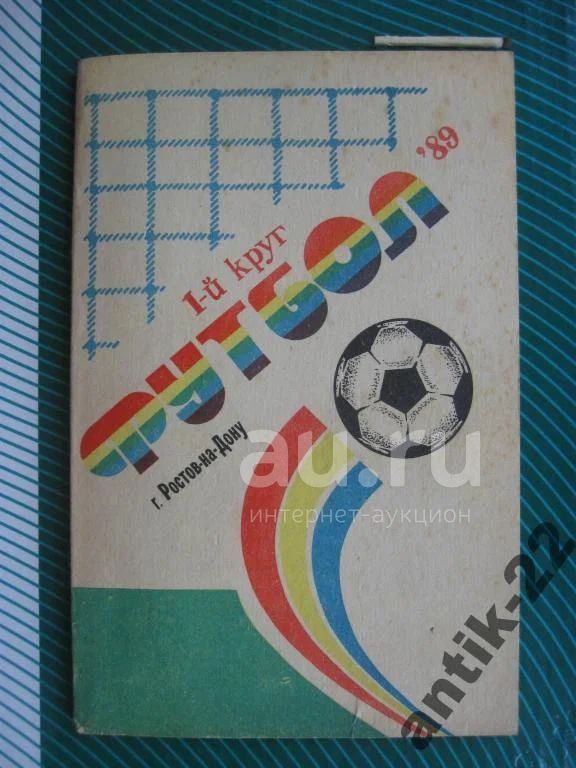 '89
1-й круг
ФУТБОЛ
г. Ростов-на-Дону
au.ru
интернет-аукцион
antik-22